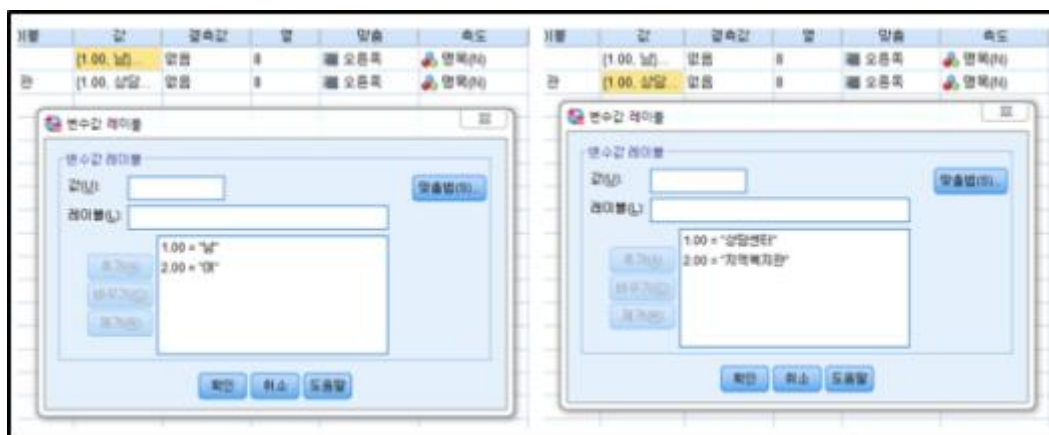 이블 값 결측값 열 맞춤 측도
{1.00, 남}... 없음 8 오른쪽 명목(N)
관 {1.00, 상담... 없음 8 오른쪽 명목(N)
변수값 레이블
변수값 레이블
값(U):
맞춤법(S)...
레이블(L):
1.00 = "남"
2.00 = "여"
추가(A)
바꾸기(C)
제거(R)
확인 취소 도움말
이블 값 결측값 열 맞춤 측도
{1.00, 남}... 없음 8 오른쪽 명목(N)
관 {1.00, 상담... 없음 8 오른쪽 명목(N)
변수값 레이블
변수값 레이블
값(U):
맞춤법(S)...
레이블(L):
1.00 = "상담센터"
2.00 = "지역복지관"
추가(A)
바꾸기(C)
제거(R)
확인 취소 도움말